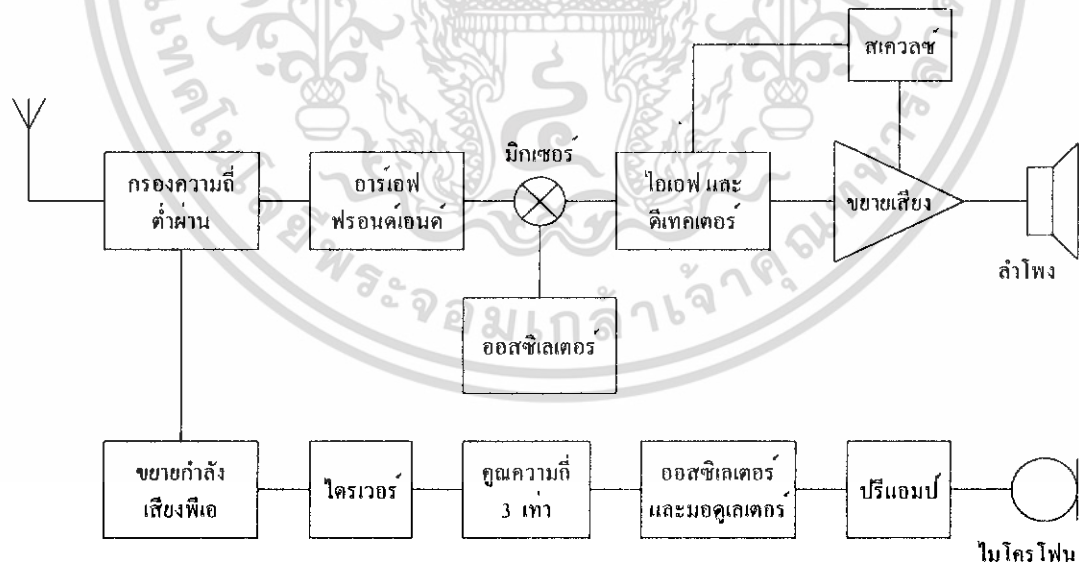 สเควลซ์
มิกเซอร์
กรองความถี่
ต่ำผ่าน
อาร์เอฟ
ฟรอนด์เอนด์
ไอเอฟ และ
ดีเทคเตอร์
ขยายเสียง
ลำโพง
ออสซิเลเตอร์
ขยายกำลัง
เสียงพีเอ
ไดรเวอร์
คูณความถี่
3 เท่า
ออสซิเลเตอร์
และมอดูเลเตอร์
ปรีแอมป์
ไมโครโฟน